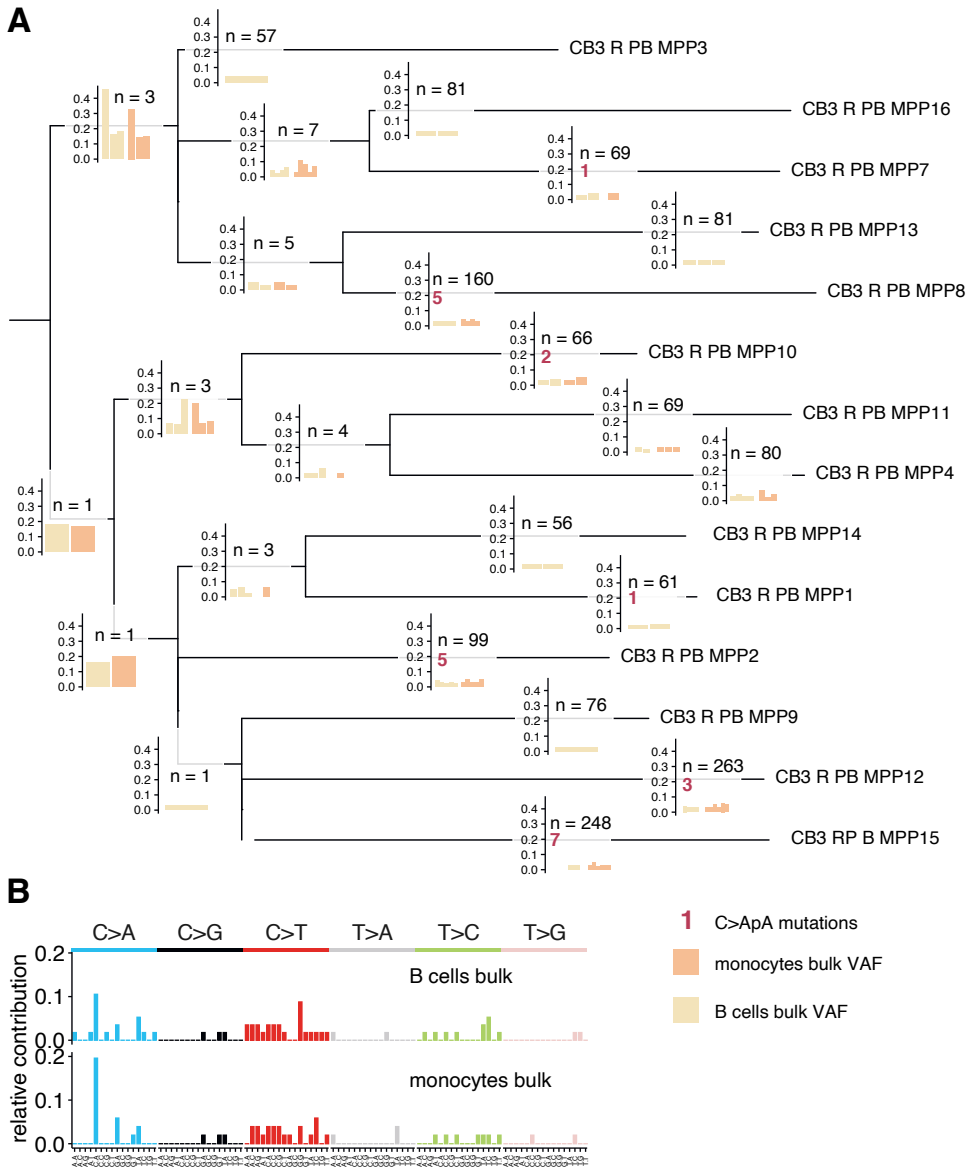 A
n = 57
CB3 R PB MPP3
n = 3
n = 81
CB3 R PB MPP16
n = 7
n = 69
1
CB3 R PB MPP7
n = 81
CB3 R PB MPP13
n = 5
n = 160
5
CB3 R PB MPP8
n = 66
2
CB3 R PB MPP10
n = 3
n = 69
CB3 R PB MPP11
n = 4
n = 80
CB3 R PB MPP4
n = 1
n = 56
CB3 R PB MPP14
n = 3
n = 61
1
CB3 R PB MPP1
n = 1
n = 99
5
CB3 R PB MPP2
n = 76
CB3 R PB MPP9
n = 1
n = 263
3
CB3 R PB MPP12
n = 248
7
CB3 RP B MPP15
0.4
0.3
0.2
0.1
0.0
B
C>A C>G C>T T>A T>C T>G
0.2
0.1
0.0
B cells bulk
relative contribution
0.2
0.1
0.0
monocytes bulk
1 C>ApA mutations
monocytes bulk VAF
B cells bulk VAF